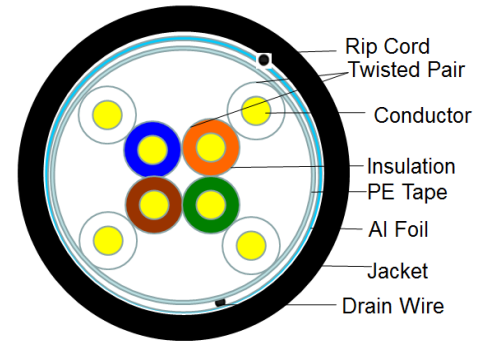 Rip Cord
Twisted Pair
Conductor
Insulation
PE Tape
Al Foil
Jacket
Drain Wire